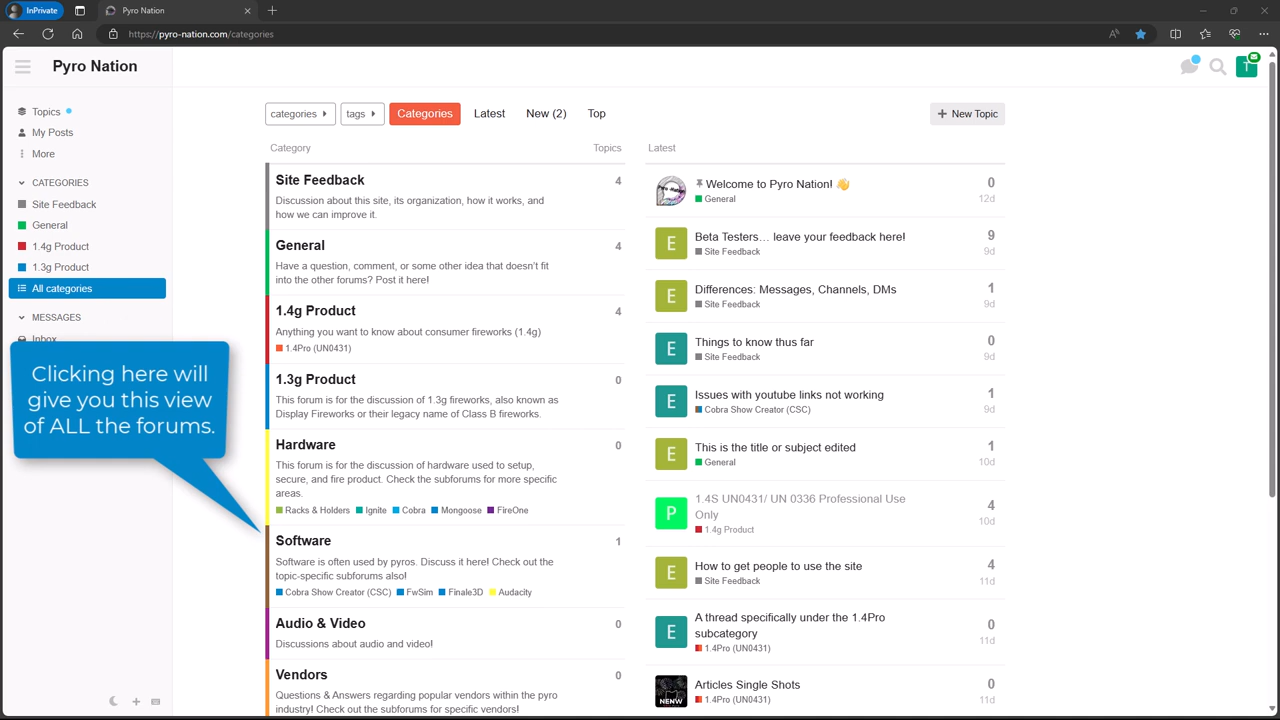 InPrivate
Pyro Nation
https://pyro-nation.com/categories
Pyro Nation
T
Topics
My Posts
More
CATEGORIES
Site Feedback
General
1.4g Product
1.3g Product
All categories
MESSAGES
Inbox
Clicking here will
give you this view
of ALL the forums.
categories
tags
Categories
Latest
New (2)
Top
New Topic
Category
Topics
Site Feedback
4
Discussion about this site, its organization, how it works, and
how we can improve it.
General
4
Have a question, comment, or some other idea that doesn't fit
into the other forums? Post it here!
1.4g Product
4
Anything you want to know about consumer fireworks (1.4g)
1.4Pro (UN0431)
1.3g Product
0
This forum is for the discussion of 1.3g fireworks, also known as
Display Fireworks or their legacy name of Class B fireworks.
Hardware
0
This forum is for the discussion of hardware used to setup,
secure, and fire product. Check the subforums for more specific
areas.
Racks & Holders Ignite Cobra Mongoose FireOne
Software
1
Software is often used by pyros. Discuss it here! Check out the
topic-specific subforums also!
Cobra Show Creator (CSC) FwSim Finale3D Audacity
Audio & Video
0
Discussions about audio and video!
Vendors
0
Questions & Answers regarding popular vendors within the pyro
industry! Check out the subforums for specific vendors!
Latest
Welcome to Pyro Nation! 👋
0
General
12d
E
Beta Testers… leave your feedback here!
9
Site Feedback
9d
E
Differences: Messages, Channels, DMs
1
Site Feedback
9d
E
Things to know thus far
0
Site Feedback
9d
E
Issues with youtube links not working
1
Cobra Show Creator (CSC)
9d
E
This is the title or subject edited
1
General
10d
P
1.4S UN0431/ UN 0336 Professional Use
Only
4
1.4g Product
10d
E
How to get people to use the site
4
Site Feedback
11d
E
A thread specifically under the 1.4Pro
subcategory
0
1.4Pro (UN0431)
11d
NENW
Articles Single Shots
0
1.4Pro (UN0431)
11d